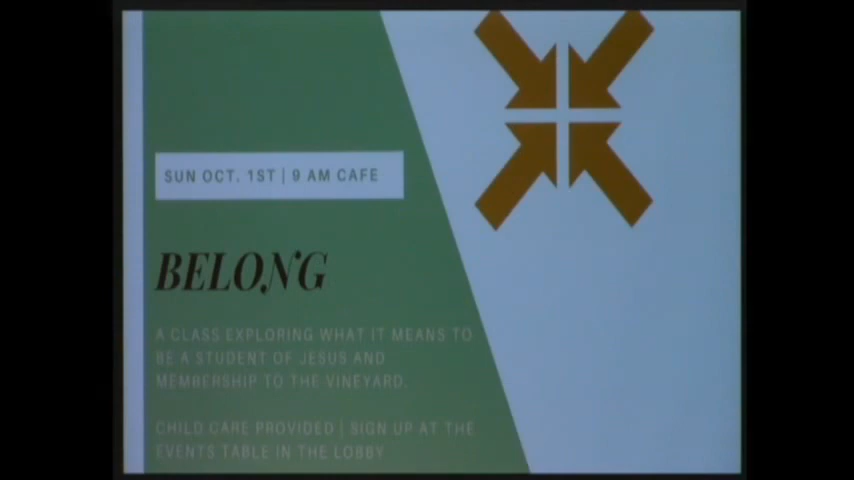 SUN OCT. 1ST | 9 AM CAFE
BELONG
A CLASS EXPLORING WHAT IT MEANS TO
BE A STUDENT OF JESUS AND
MEMBERSHIP TO THE VINEYARD.
CHILD CARE PROVIDED | SIGN UP AT THE
EVENTS TABLE IN THE LOBBY